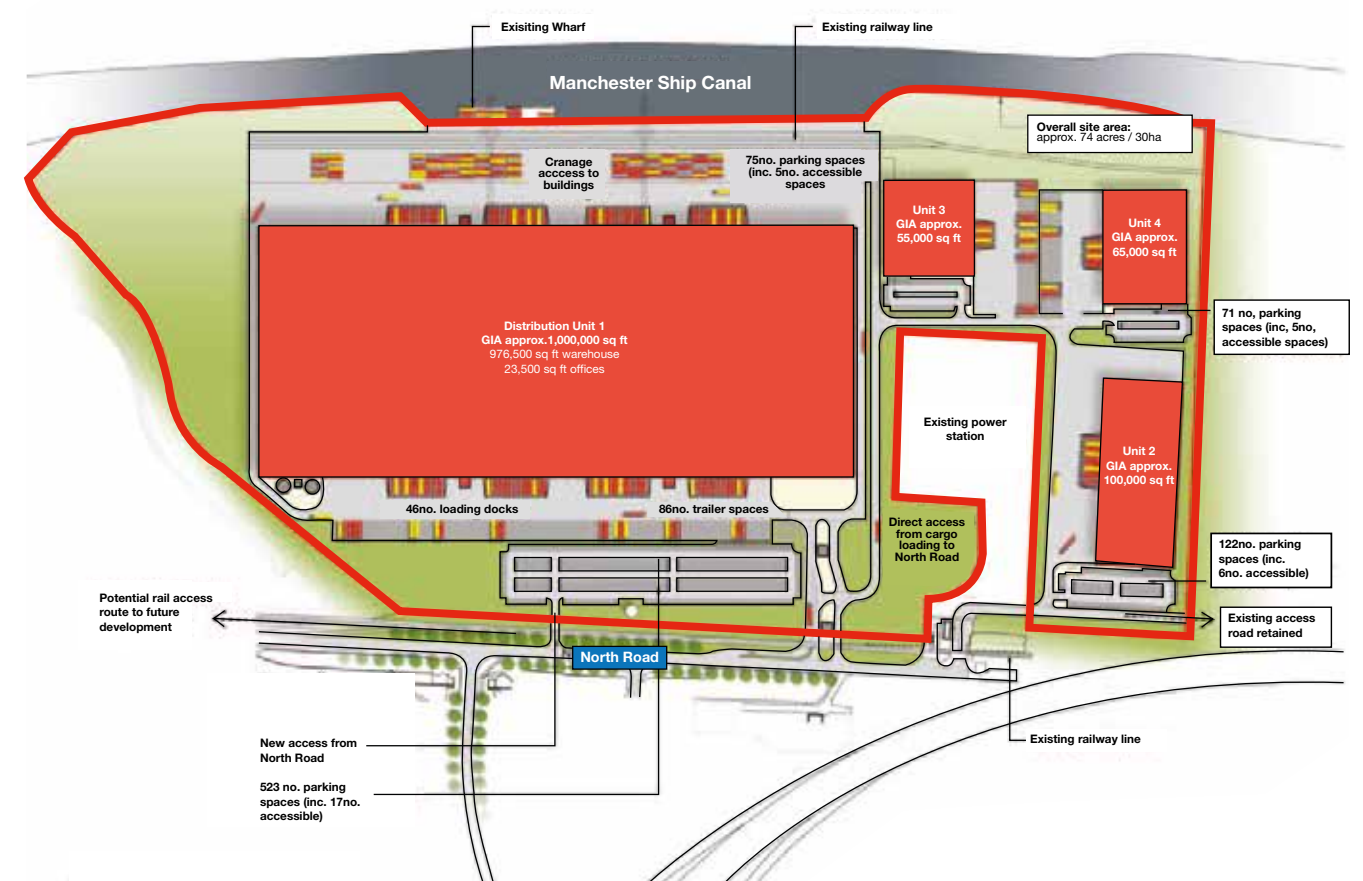 Exisiting Wharf
Existing railway line
Manchester Ship Canal
Overall site area:
approx. 74 acres / 30ha
Cranage
acccess to
buildings
75no. parking spaces
(inc. 5no. accessible
spaces
Unit 3
GIA approx.
55,000 sq ft
Unit 4
GIA approx.
65,000 sq ft
71 no, parking
spaces (inc, 5no,
accessible spaces)
Distribution Unit 1
GIA approx.1,000,000 sq ft
976,500 sq ft warehouse
23,500 sq ft offices
Existing power
station
Unit 2
GIA approx.
100,000 sq ft
46no. loading docks
86no. trailer spaces
Direct access
from cargo
loading to
North Road
122no. parking
spaces (inc.
6no. accessible)
Potential rail access
route to future
development
Existing access
road retained
North Road
New access from
North Road
Existing railway line
523 no. parking
spaces (inc. 17no.
accessible)